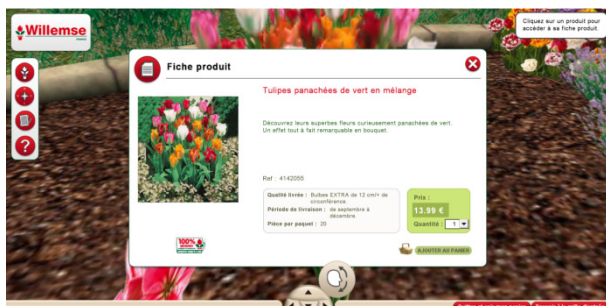 Willemse
Cliquez sur un produit pour
accéder à sa fiche produit.
Fiche produit
Tulipes panachées de vert en mélange
Découvrez leurs superbes fleurs curieusement panachées de vert.
Un effet tout à fait remarquable en bouquet.
Ref : 4142055
Qualité livrée : Bulbes EXTRA de 12 cm/+ de
circonférence.
Période de livraison : de septembre à
décembre.
Pièce par paquet : 20
Prix :
13.99 €
Quantité : 1
100%
AJOUTER AU PANIER